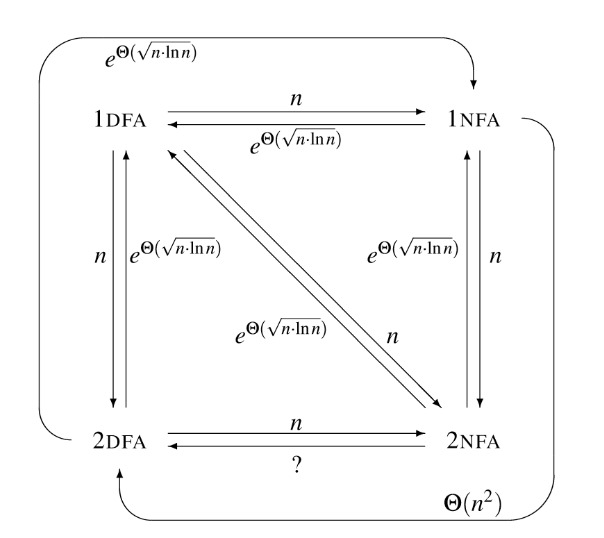 e^Θ(√n·ln n)
n
1DFA 1NFA
e^Θ(√n·ln n)
n e^Θ(√n·ln n) e^Θ(√n·ln n) n
e^Θ(√n·ln n) n
n
2DFA 2NFA
?
Θ(n²)